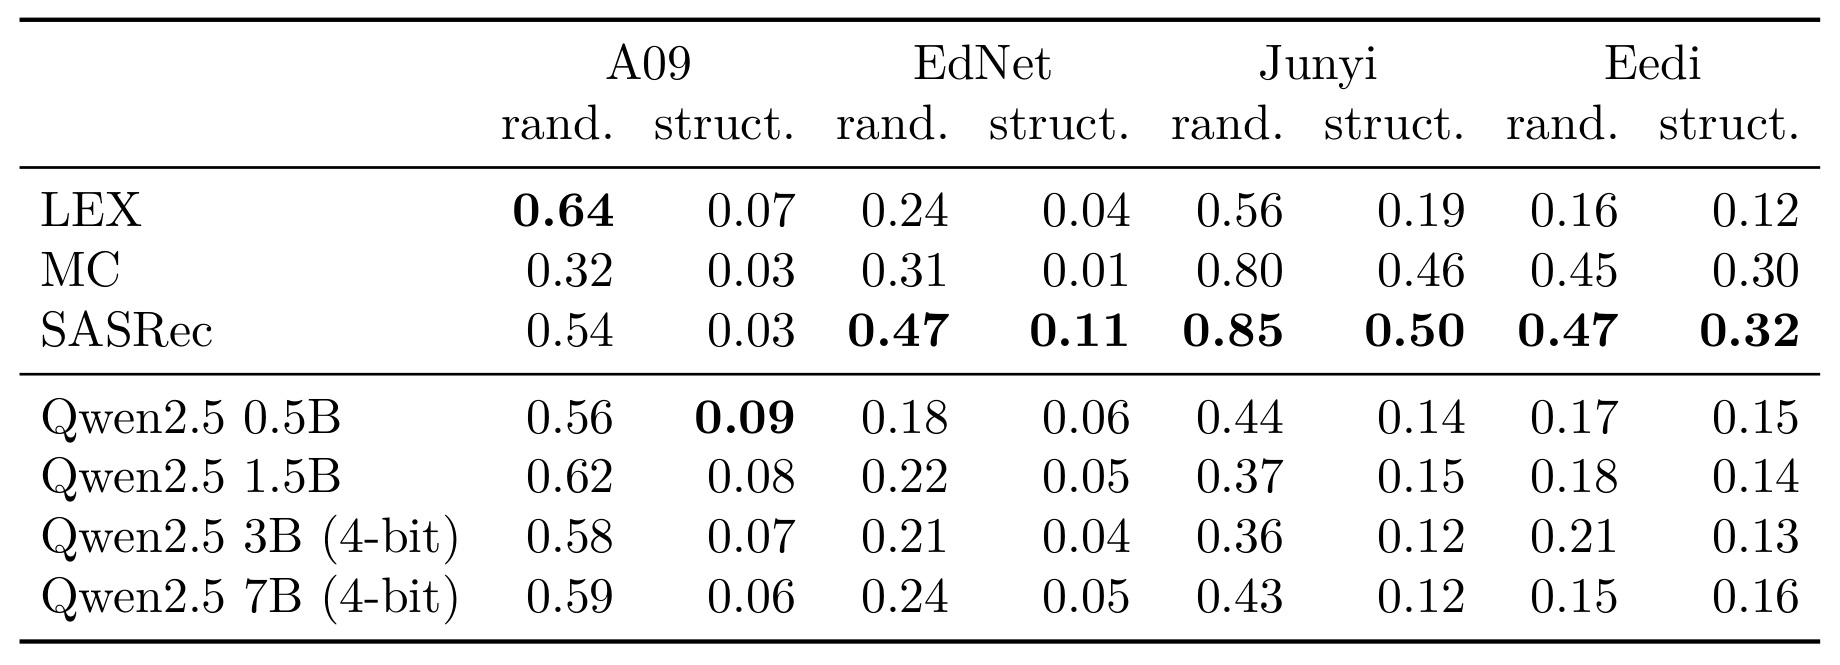 A09 EdNet Junyi Eedi
rand. struct. rand. struct. rand. struct. rand. struct.
LEX 0.64 0.07 0.24 0.04 0.56 0.19 0.16 0.12
MC 0.32 0.03 0.31 0.01 0.80 0.46 0.45 0.30
SASRec 0.54 0.03 0.47 0.11 0.85 0.50 0.47 0.32
Qwen2.5 0.5B 0.56 0.09 0.18 0.06 0.44 0.14 0.17 0.15
Qwen2.5 1.5B 0.62 0.08 0.22 0.05 0.37 0.15 0.18 0.14
Qwen2.5 3B (4-bit) 0.58 0.07 0.21 0.04 0.36 0.12 0.21 0.13
Qwen2.5 7B (4-bit) 0.59 0.06 0.24 0.05 0.43 0.12 0.15 0.16